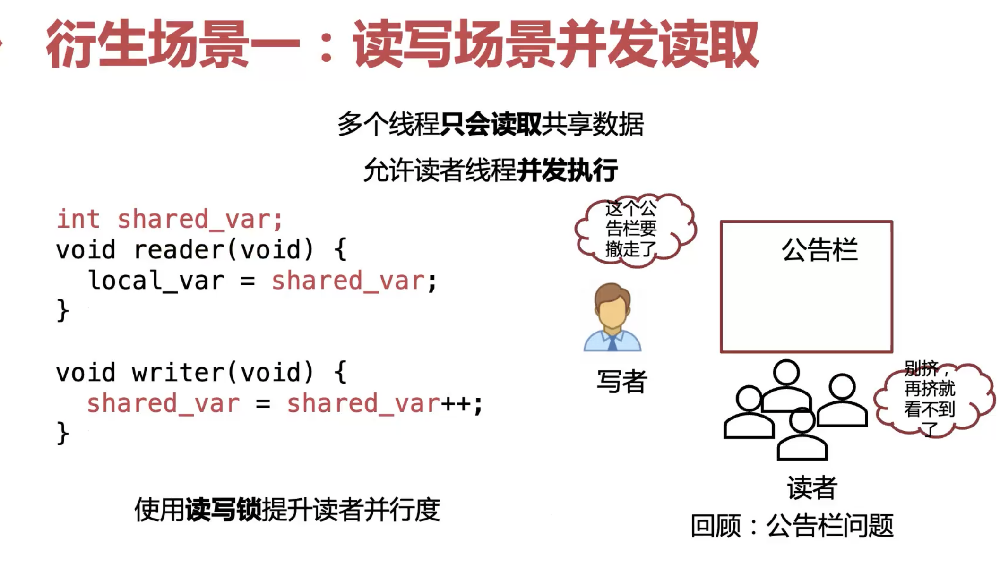 衍生场景一：读写场景并发读取
多个线程只会读取共享数据
允许读者线程并发执行
int shared_var;
void reader(void) {
local_var = shared_var;
}
void writer(void) {
shared_var = shared_var++;
}
使用读写锁提升读者并行度
这个公
告栏要
撤走了
公告栏
写者
别挤，
再挤就
看不到
了
读者
回顾：公告栏问题